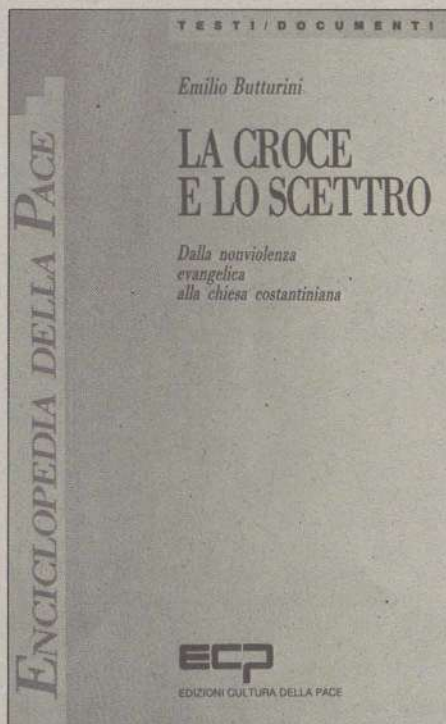 TESTI/DOCUMENTI
Emilio Butturini
LA CROCE
E LO SCETTRO
Dalla nonviolenza
evangelica
alla chiesa costantiniana
ENCICLOPEDIA DELLA PACE
ECP
EDIZIONI CULTURA DELLA PACE